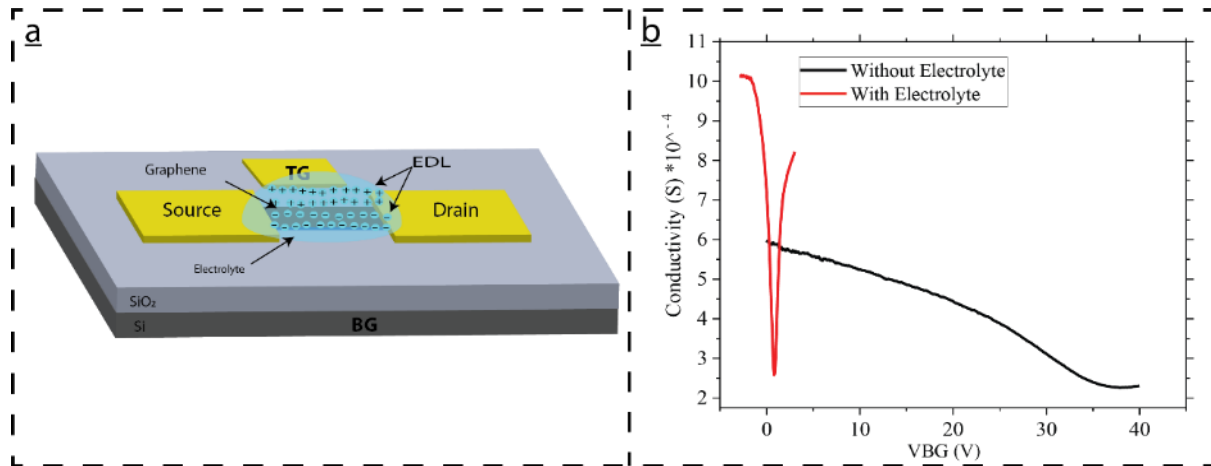 a
Graphene
TG
EDL
Source
Drain
Electrolyte
SiO₂
Si
BG
b
Conductivity (S) *10^-4
11
10
9
8
7
6
5
4
3
2
Without Electrolyte
With Electrolyte
0
10
20
30
40
VBG (V)